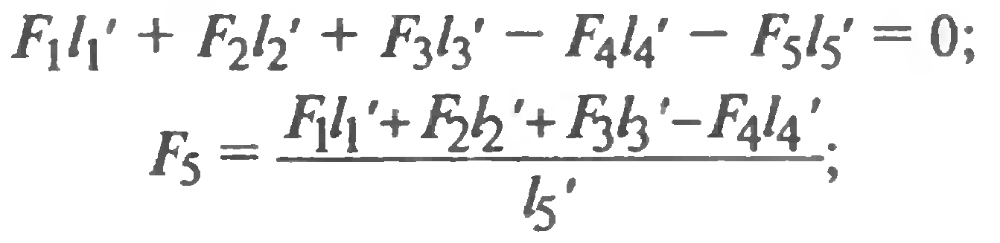 F₁l₁′ + F₂l₂′ + F₃l₃′ − F₄l₄′ − F₅l₅′ = 0;
F₅ = (F₁l₁′ + F₂l₂′ + F₃l₃′ − F₄l₄′) / l₅′;